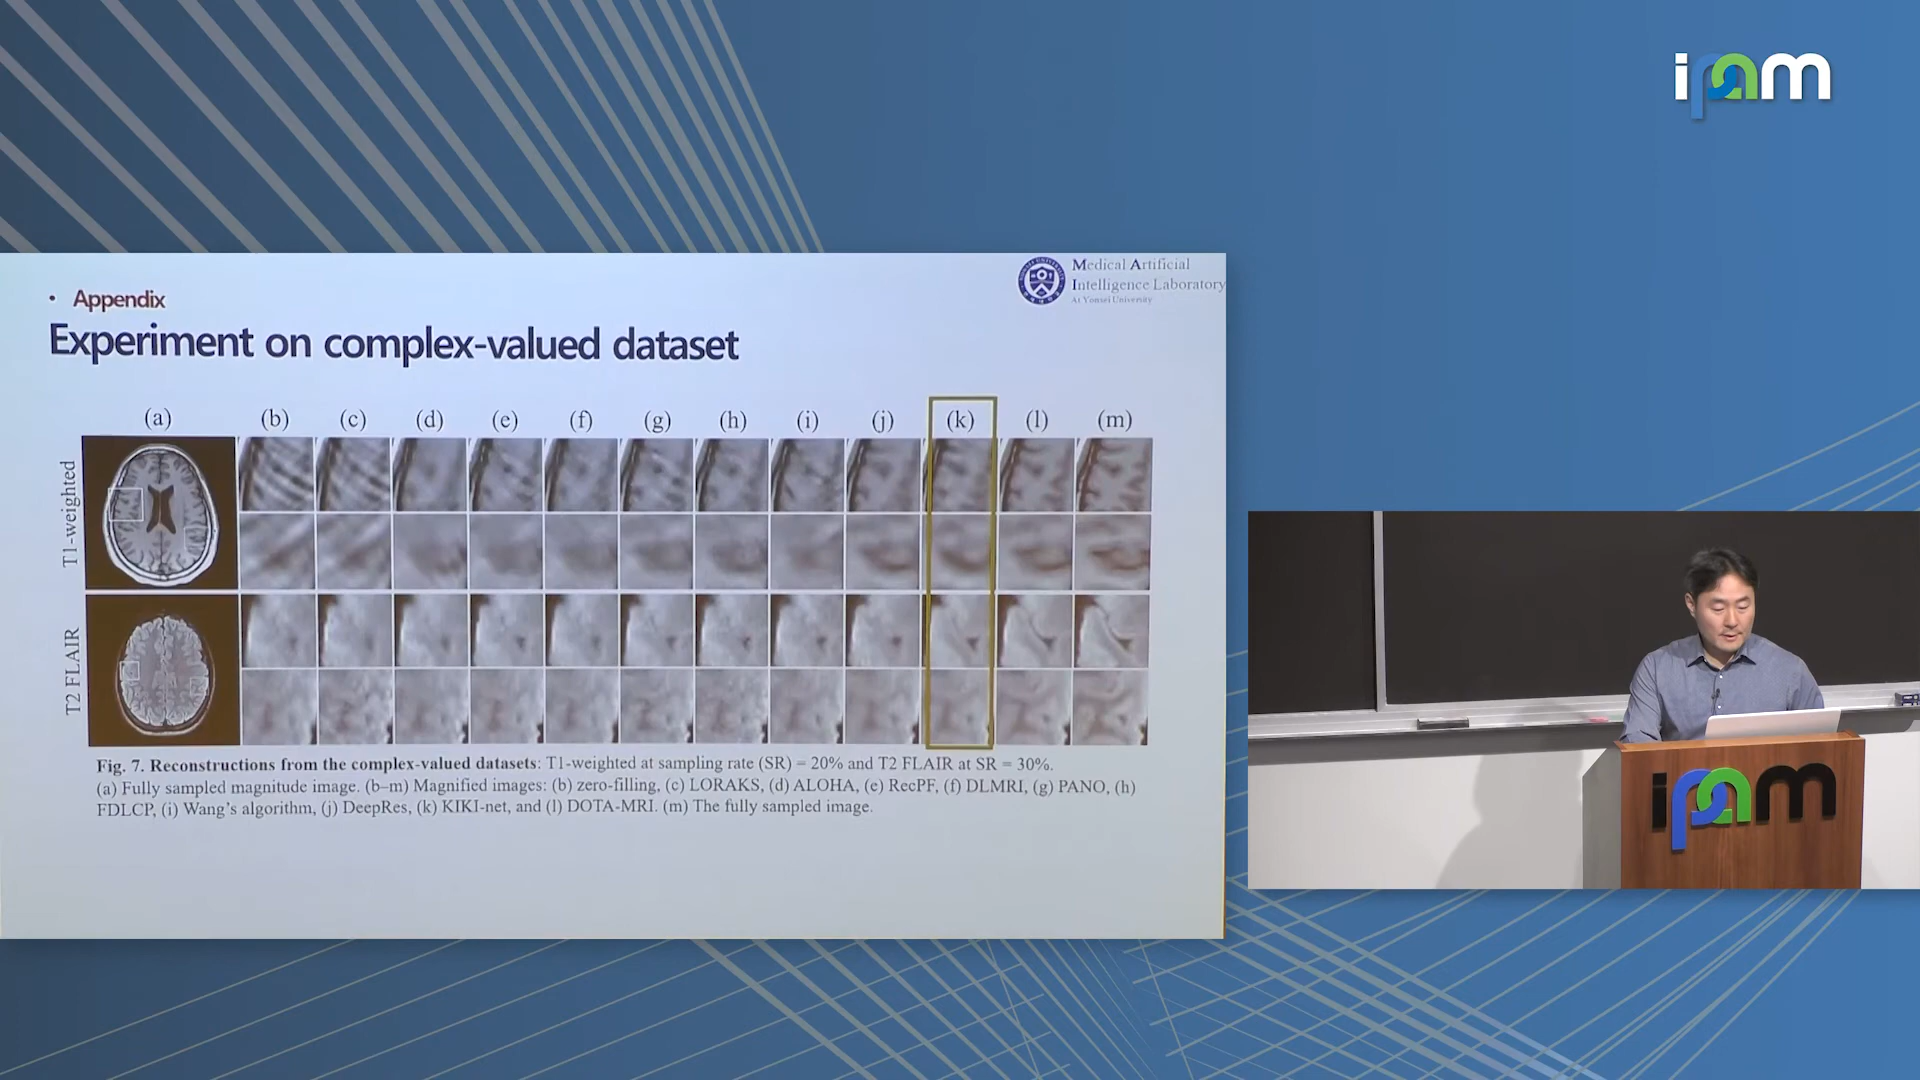 ipam
Medical Artificial
Intelligence Laboratory
At Yonsei University
• Appendix
Experiment on complex-valued dataset
(a) (b) (c) (d) (e) (f) (g) (h) (i) (j) (k) (l) (m)
T1-weighted
T2 FLAIR
Fig. 7. Reconstructions from the complex-valued datasets: T1-weighted at sampling rate (SR) = 20% and T2 FLAIR at SR = 30%.
(a) Fully sampled magnitude image. (b–m) Magnified images: (b) zero-filling, (c) LORAKS, (d) ALOHA, (e) RecPF, (f) DLMRI, (g) PANO, (h)
FDLCP, (i) Wang's algorithm, (j) DeepRes, (k) KIKI-net, and (l) DOTA-MRI. (m) The fully sampled image.
ipam